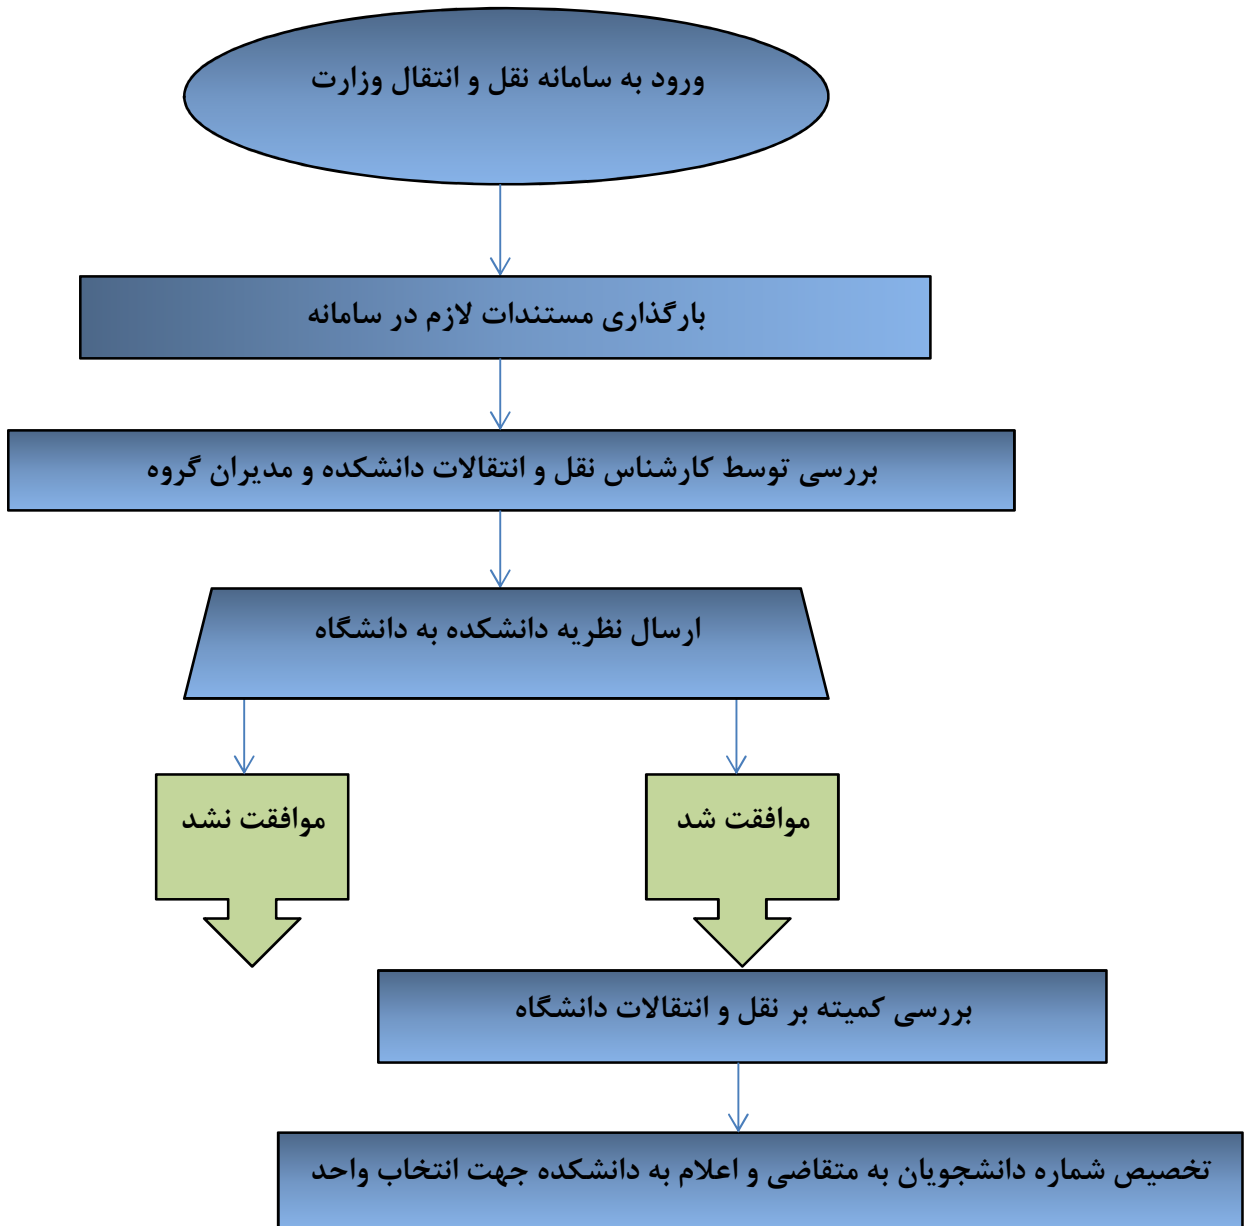 ورود به سامانه نقل و انتقال وزارت
بارگذاری مستندات لازم در سامانه
بررسی توسط کارشناس نقل و انتقالات دانشکده و مدیران گروه
ارسال نظریه دانشکده به دانشگاه
موافقت شد
موافقت نشد
بررسی کمیته بر نقل و انتقالات دانشگاه
تخصیص شماره دانشجویان به متقاضی و اعلام به دانشکده جهت انتخاب واحد